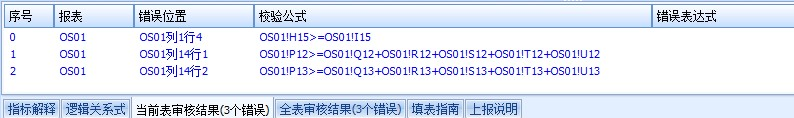 序号 报表 错误位置 校验公式 错误表达式
0 OS01 OS01列1行4 OS01!H15>=OS01!I15
1 OS01 OS01列14行1 OS01!P12>=OS01!Q12+OS01!R12+OS01!S12+OS01!T12+OS01!U12
2 OS01 OS01列14行2 OS01!P13>=OS01!Q13+OS01!R13+OS01!S13+OS01!T13+OS01!U13
指标解释 逻辑关系式 当前表审核结果(3个错误) 全表审核结果(3个错误) 填表指南 上报说明